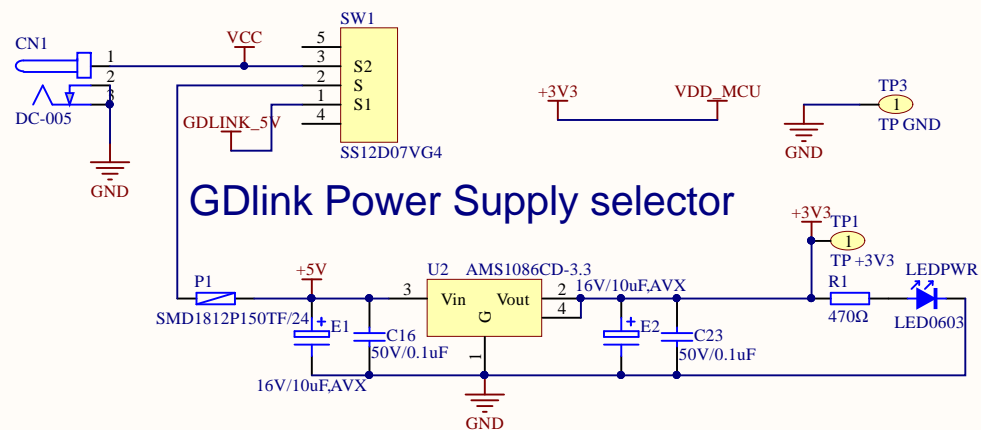 SW1
CN1
VCC
5
1
3
S2
2
2
S
3
1
S1
4
DC-005
GDLINK_5V
SS12D07VG4
GND
+3V3
VDD_MCU
TP3
1
TP GND
GND
GDlink Power Supply selector
+3V3
TP1
1
TP +3V3
P1
+5V
U2
AMS1086CD-3.3
R1
LEDPWR
3
Vin
Vout
2
4
16V/10uF,AVX
SMD1812P150TF/24
E1
C16
50V/0.1uF
G
1
E2
C23
50V/0.1uF
470Ω
LED0603
16V/10uF,AVX
GND